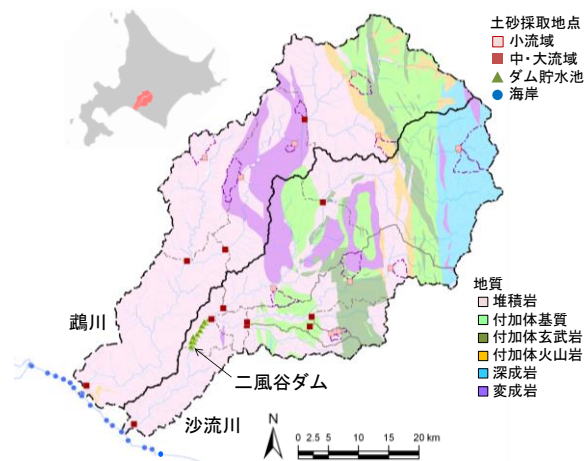 土砂採取地点
小流域
中・大流域
ダム貯水池
海岸
地質
堆積岩
付加体基質
付加体玄武岩
付加体火山岩
深成岩
変成岩
鵡川
二風谷ダム
沙流川
N
0 2.5 5 10 15 20 km